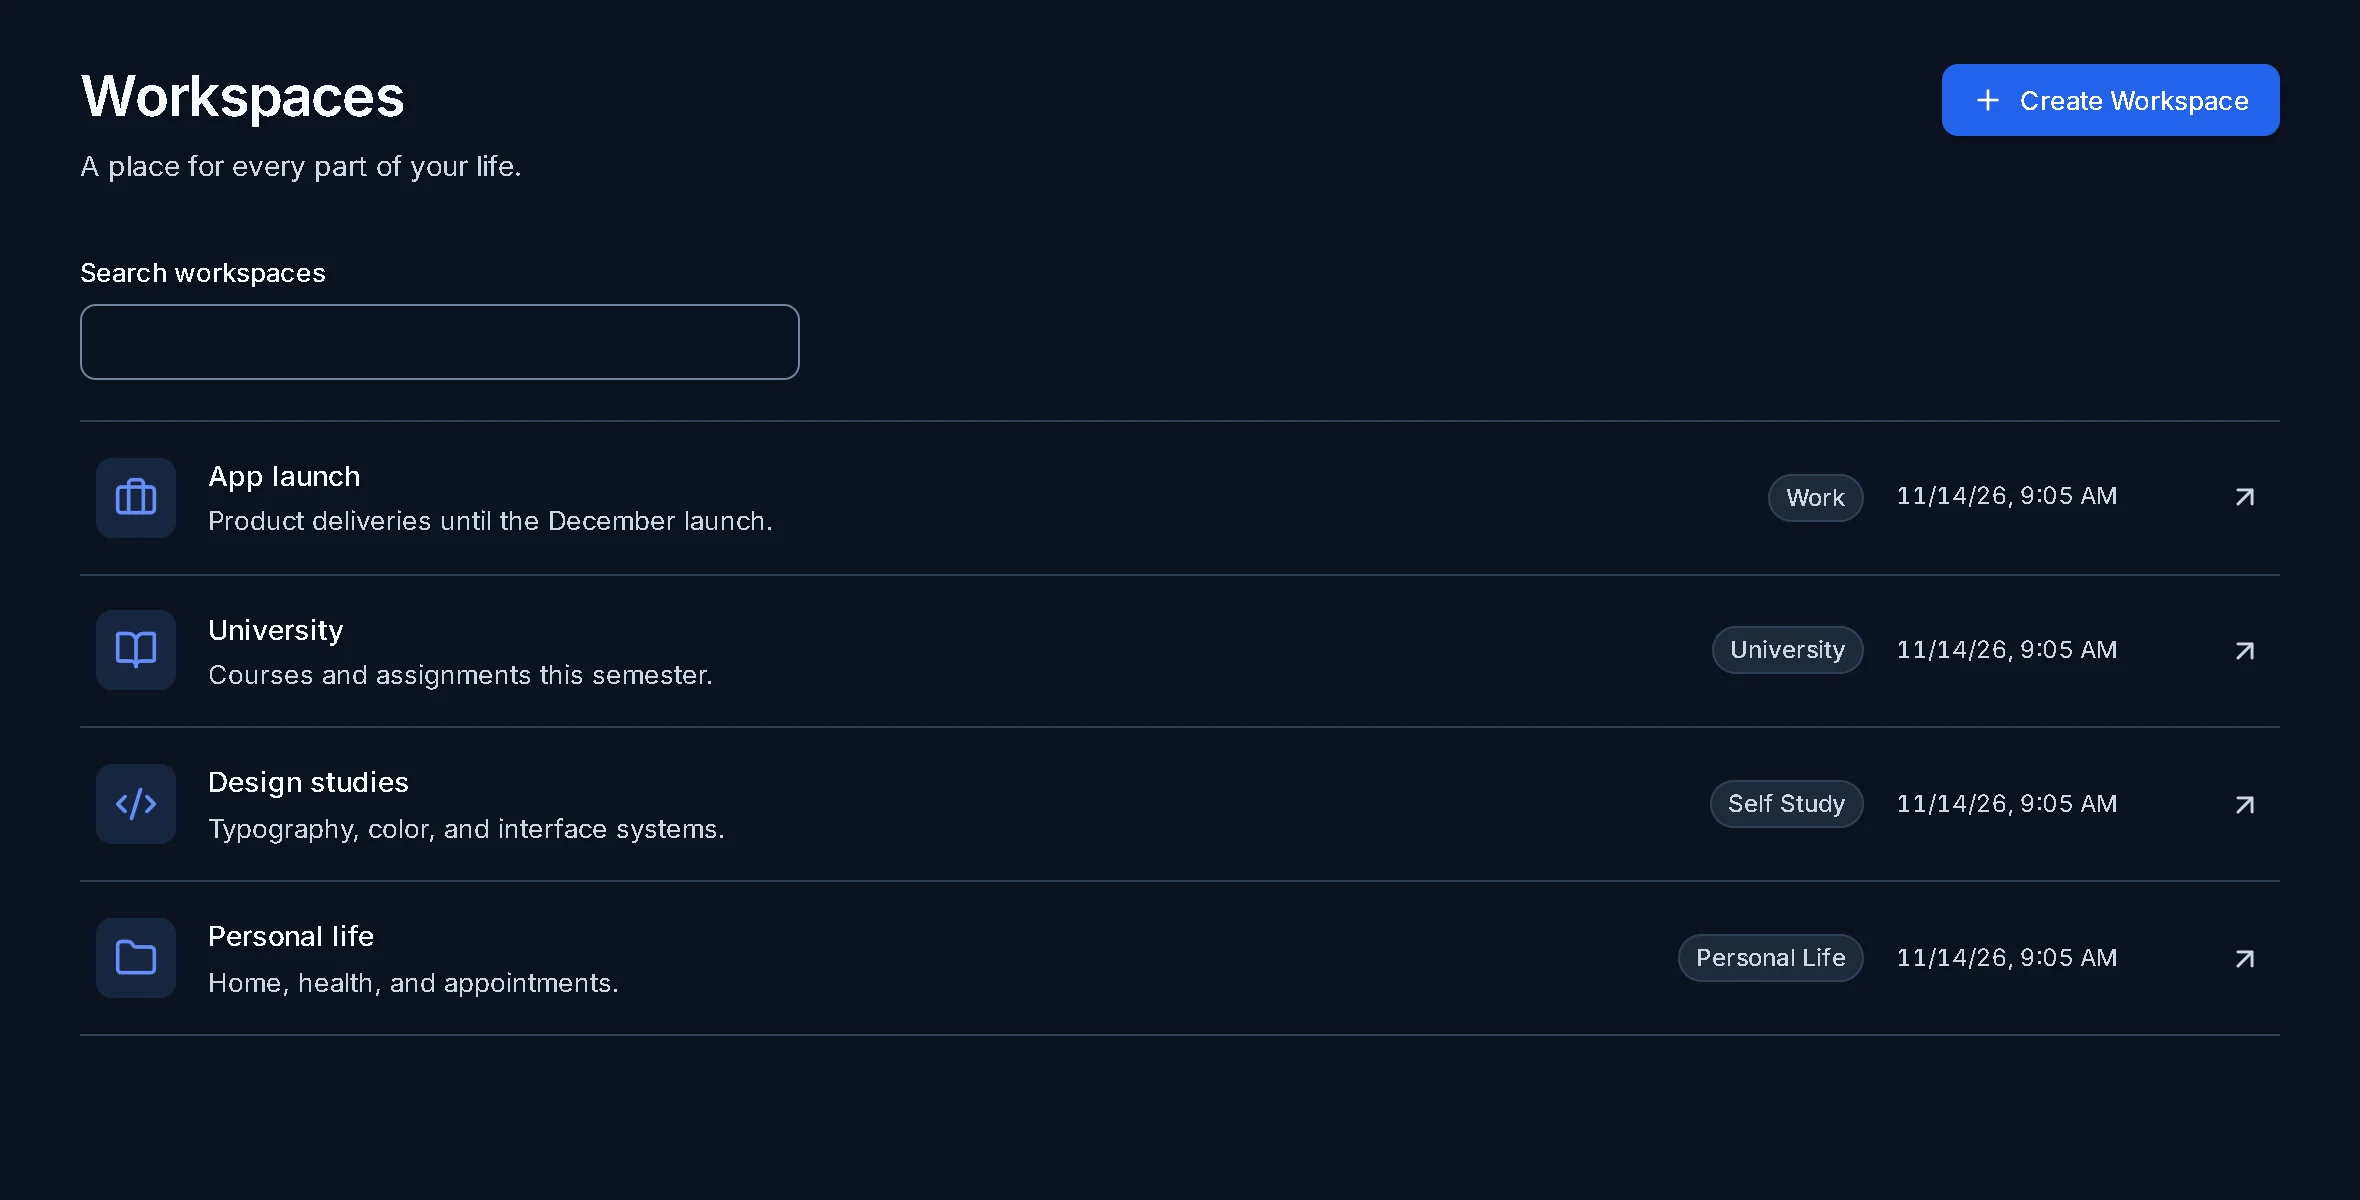 Workspaces
Create Workspace
A place for every part of your life.
Search workspaces
App launch
Product deliveries until the December launch.
Work
11/14/26, 9:05 AM
University
Courses and assignments this semester.
University
11/14/26, 9:05 AM
Design studies
Typography, color, and interface systems.
Self Study
11/14/26, 9:05 AM
Personal life
Home, health, and appointments.
Personal Life
11/14/26, 9:05 AM